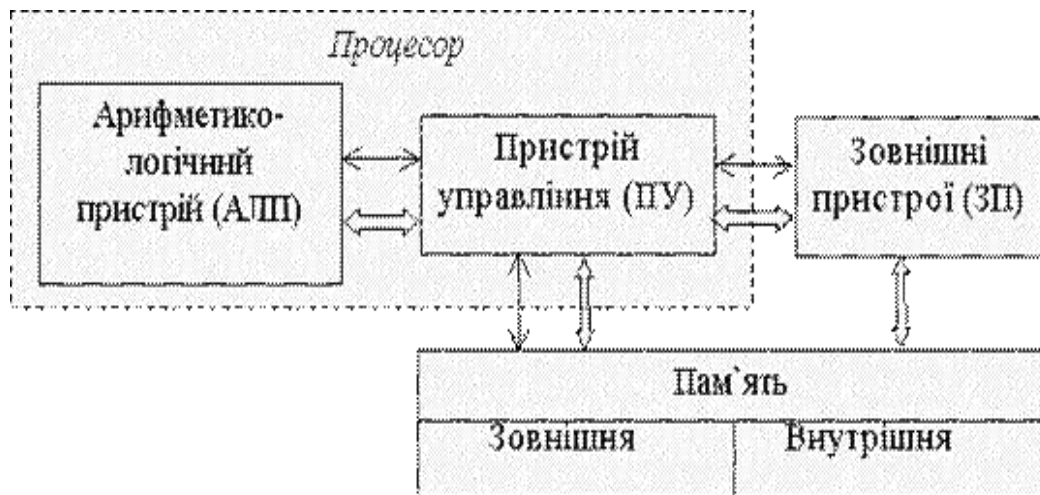 Процесор
Арифметико-
логічний
пристрій (АЛП)
Пристрій
управління (ПУ)
Зовнішні
пристрої (ЗП)
Пам`ять
Зовнішня
Внутрішня